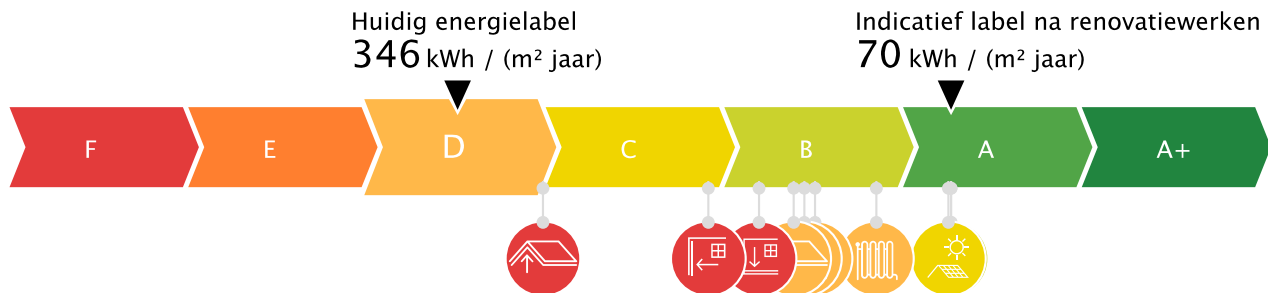 Huidig energielabel
346 kWh / (m² jaar)
Indicatief label na renovatiewerken
70 kWh / (m² jaar)
F E D C B A A+